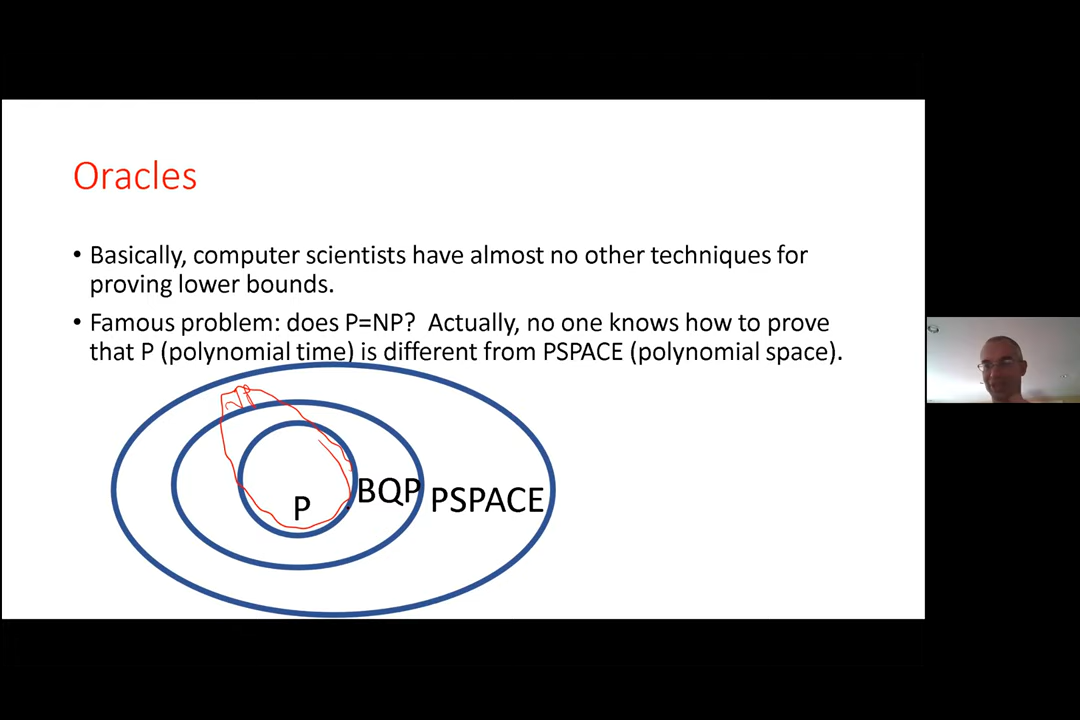 Oracles
• Basically, computer scientists have almost no other techniques for
proving lower bounds.
• Famous problem: does P=NP? Actually, no one knows how to prove
that P (polynomial time) is different from PSPACE (polynomial space).
P
BQP
PSPACE